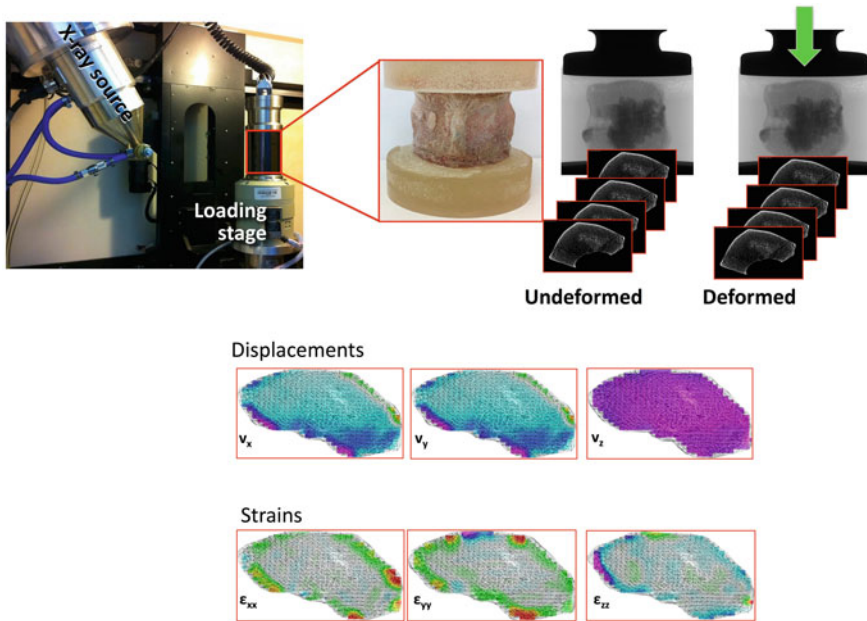 X-ray source
Loading
stage
Undeformed
Deformed
Displacements
vx
vy
vz
Strains
εxx
εyy
εzz